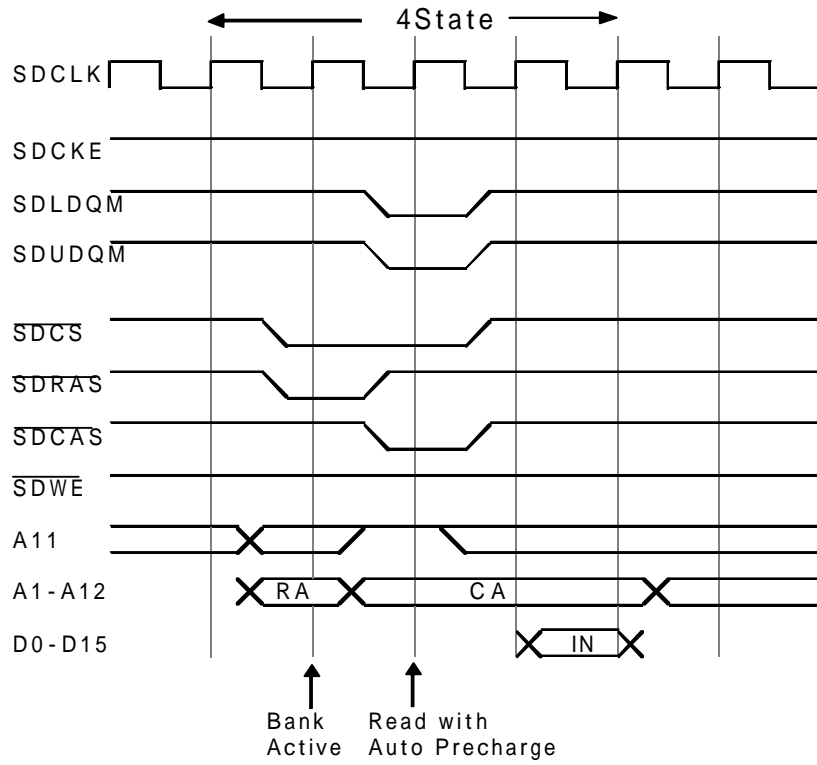 4State
SDCLK
SDCKE
SDLDQM
SDUDQM
SDCS
SDRAS
SDCAS
SDWE
A11
A1-A12 RA CA
D0-D15 IN
Bank Active
Read with Auto Precharge